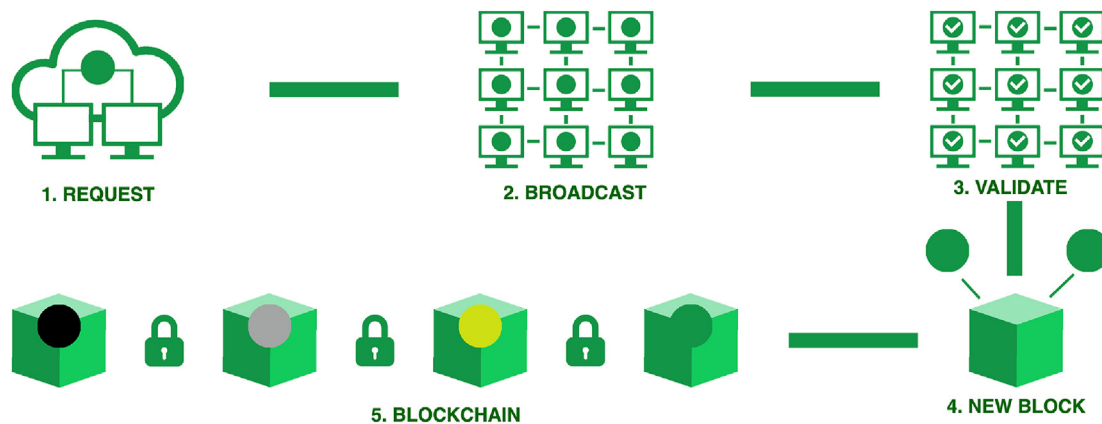 1. REQUEST
2. BROADCAST
3. VALIDATE
4. NEW BLOCK
5. BLOCKCHAIN